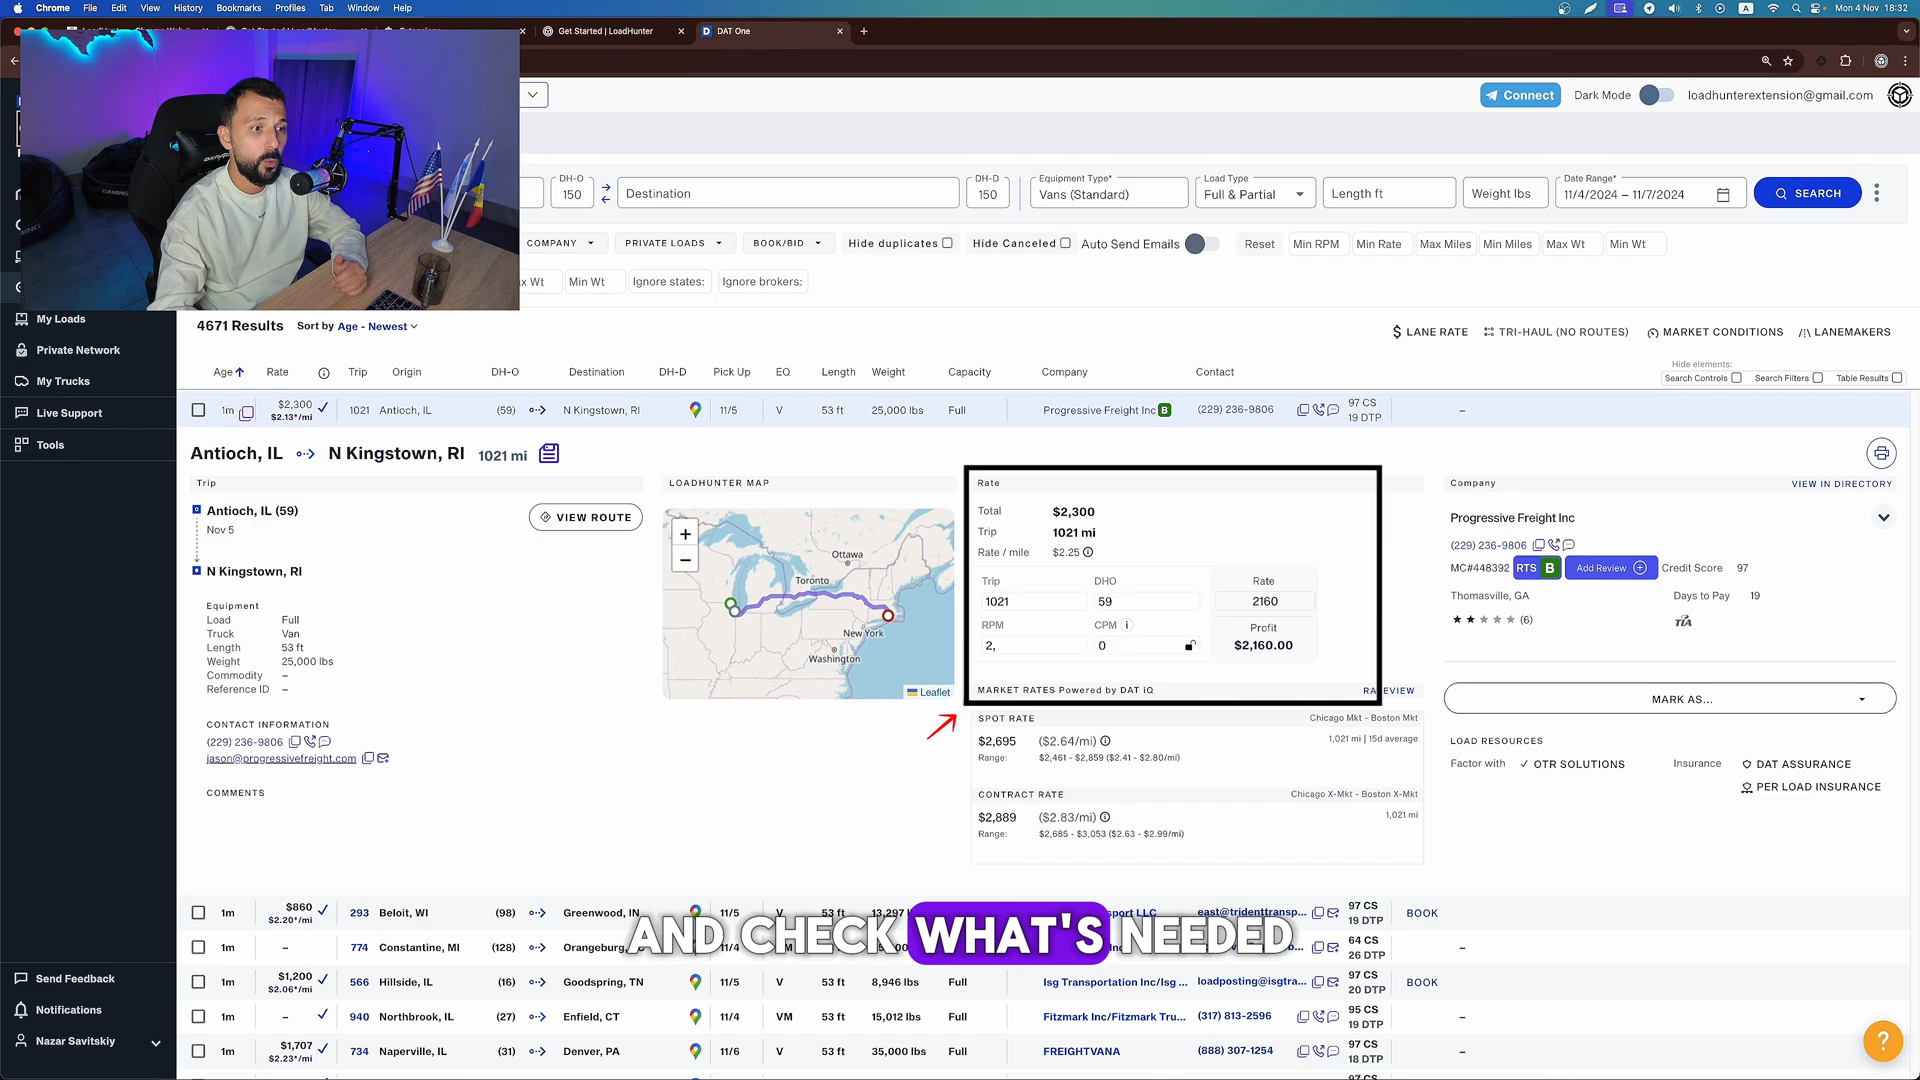 Chrome File Edit View History Bookmarks Profiles Tab Window Help
A Mon 4 Nov 18:32
Get Started | LoadHunter
DAT One
Connect Dark Mode loadhunterextension@gmail.com
DH-O 150 Destination DH-D 150
Equipment Type* Vans (Standard) Load Type Full & Partial Length ft Weight lbs Date Range* 11/4/2024 – 11/7/2024 SEARCH
COMPANY PRIVATE LOADS BOOK/BID Hide duplicates Hide Canceled Auto Send Emails Reset Min RPM Min Rate Max Miles Min Miles Max Wt Min Wt
Min Wt Ignore states: Ignore brokers:
My Loads
Private Network
My Trucks
Live Support
Tools
Send Feedback
Notifications
Nazar Savitskiy
4671 Results Sort by Age - Newest
LANE RATE TRI-HAUL (NO ROUTES) MARKET CONDITIONS LANEMAKERS
Hide elements:
Search Controls Search Filters Table Results
Age Rate Trip Origin DH-O Destination DH-D Pick Up EQ Length Weight Capacity Company Contact
1m $2,300 $2.13*/mi 1021 Antioch, IL (59) N Kingstown, RI 11/5 V 53 ft 25,000 lbs Full Progressive Freight Inc B (229) 236-9806 97 CS 19 DTP –
Antioch, IL N Kingstown, RI 1021 mi
Trip
Antioch, IL (59)
Nov 5
VIEW ROUTE
N Kingstown, RI
Equipment
Load Full
Truck Van
Length 53 ft
Weight 25,000 lbs
Commodity –
Reference ID –
CONTACT INFORMATION
(229) 236-9806
jason@progressivefreight.com
COMMENTS
LOADHUNTER MAP
+
−
Ottawa
Toronto
New York
Washington
Leaflet
Rate
Total $2,300
Trip 1021 mi
Rate / mile $2.25
Trip DHO Rate
1021 59 2160
RPM CPM Profit
2, 0 $2,160.00
MARKET RATES Powered by DAT iQ
SPOT RATE Chicago Mkt - Boston Mkt
$2,695 ($2.64/mi) 1,021 mi | 15d average
Range: $2,461 - $2,859 ($2.41 - $2.80/mi)
CONTRACT RATE Chicago X-Mkt - Boston X-Mkt
$2,889 ($2.83/mi) 1,021 mi
Range: $2,685 - $3,053 ($2.63 - $2.99/mi)
Company VIEW IN DIRECTORY
Progressive Freight Inc
(229) 236-9806
MC#448392 RTS B Add Review Credit Score 97
Thomasville, GA Days to Pay 19
(6) TIA
MARK AS...
LOAD RESOURCES
Factor with OTR SOLUTIONS Insurance DAT ASSURANCE
PER LOAD INSURANCE
1m $860 $2.20*/mi 293 Beloit, WI (98) Greenwood, IN 11/5 V 53 ft 13,297 east@tridenttransp... 97 CS 19 DTP BOOK
1m – 774 Constantine, MI (128) 64 CS 26 DTP –
1m $1,200 $2.06*/mi 566 Hillside, IL (16) Goodspring, TN 11/5 V 53 ft 8,946 lbs Full Isg Transportation Inc/Isg ... loadposting@isgtra... 97 CS 20 DTP BOOK
1m – 940 Northbrook, IL (27) Enfield, CT 11/4 VM 53 ft 15,012 lbs Full Fitzmark Inc/Fitzmark Tru... (317) 813-2596 95 CS 19 DTP –
1m $1,707 $2.23*/mi 734 Naperville, IL (31) Denver, PA 11/6 V 53 ft 35,000 lbs Full FREIGHTVANA (888) 307-1254 97 CS 18 DTP –
AND CHECK WHAT'S NEEDED
?